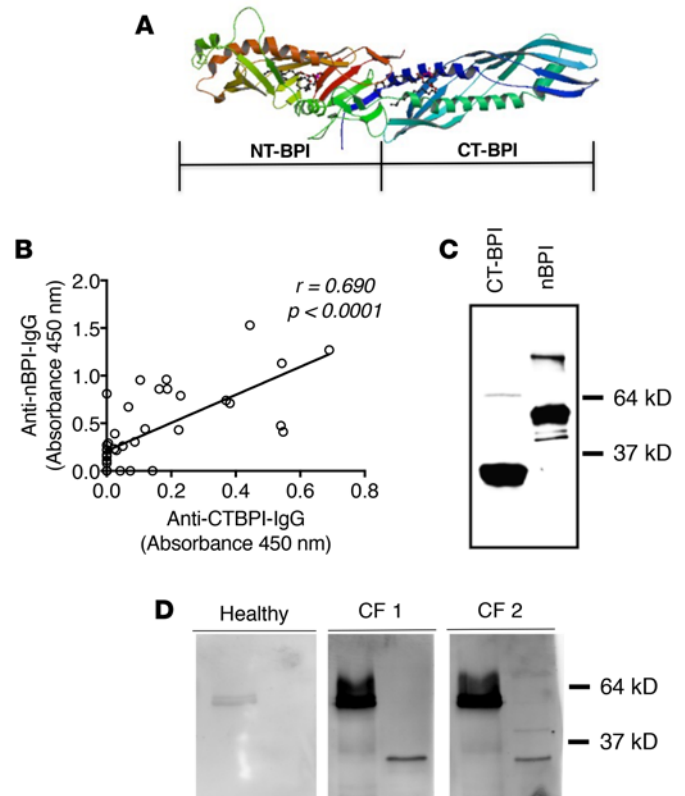 A
NT-BPI
CT-BPI
B
r = 0.690
p < 0.0001
Anti-nBPI-IgG
(Absorbance 450 nm)
2.0
1.5
1.0
0.5
0.0
0.0 0.2 0.4 0.6 0.8
Anti-CTBPI-IgG
(Absorbance 450 nm)
C
CT-BPI
nBPI
64 kD
37 kD
D
Healthy
CF 1
CF 2
64 kD
37 kD